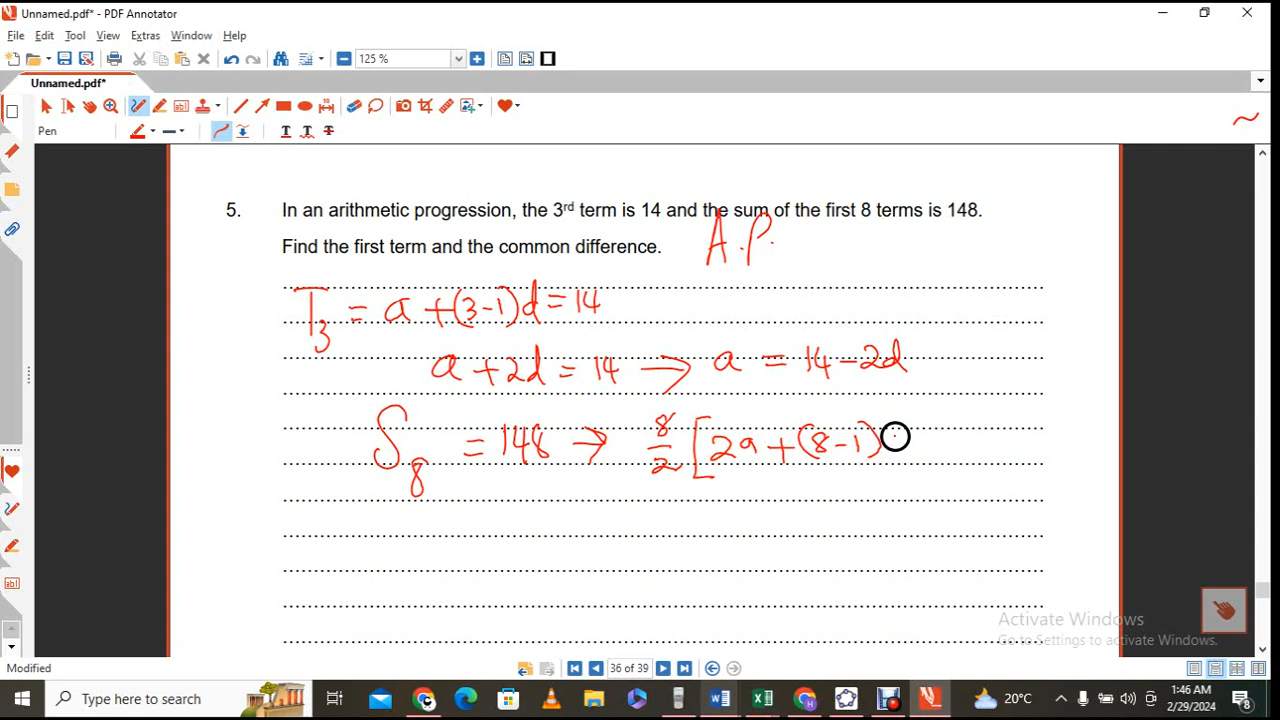 Unnamed.pdf* - PDF Annotator
File Edit Tool View Extras Window Help
125 %
Unnamed.pdf*
Pen
5. In an arithmetic progression, the 3rd term is 14 and the sum of the first 8 terms is 148.
Find the first term and the common difference. A.P.
T3 = a + (3-1)d = 14
a + 2d = 14 → a = 14 - 2d
S8 = 148 → 8/2 [2a + (8-1)
Activate Windows
Go to Settings to activate Windows.
Modified 36 of 39
Type here to search 20°C 1:46 AM
2/29/2024 8